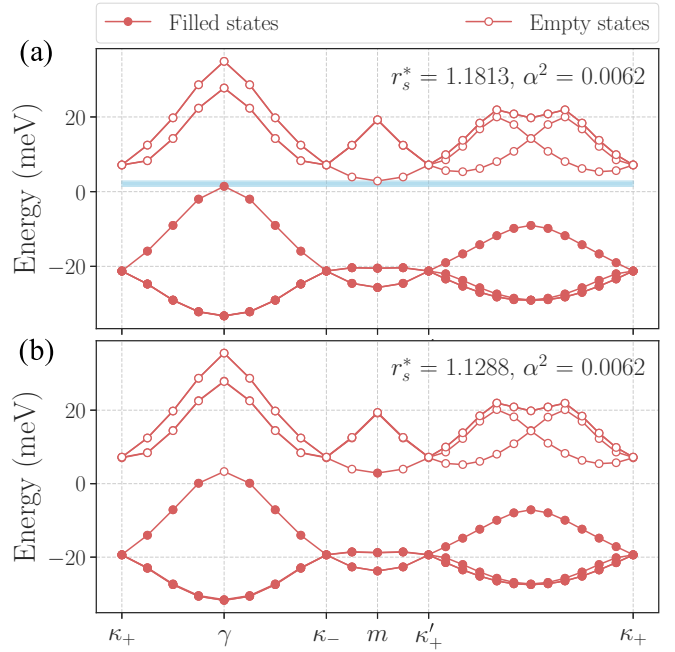 Filled states Empty states
(a)
r_s^* = 1.1813, α^2 = 0.0062
20
0
−20
Energy (meV)
(b)
r_s^* = 1.1288, α^2 = 0.0062
20
0
−20
Energy (meV)
κ_+ γ κ_- m κ'_+ κ_+